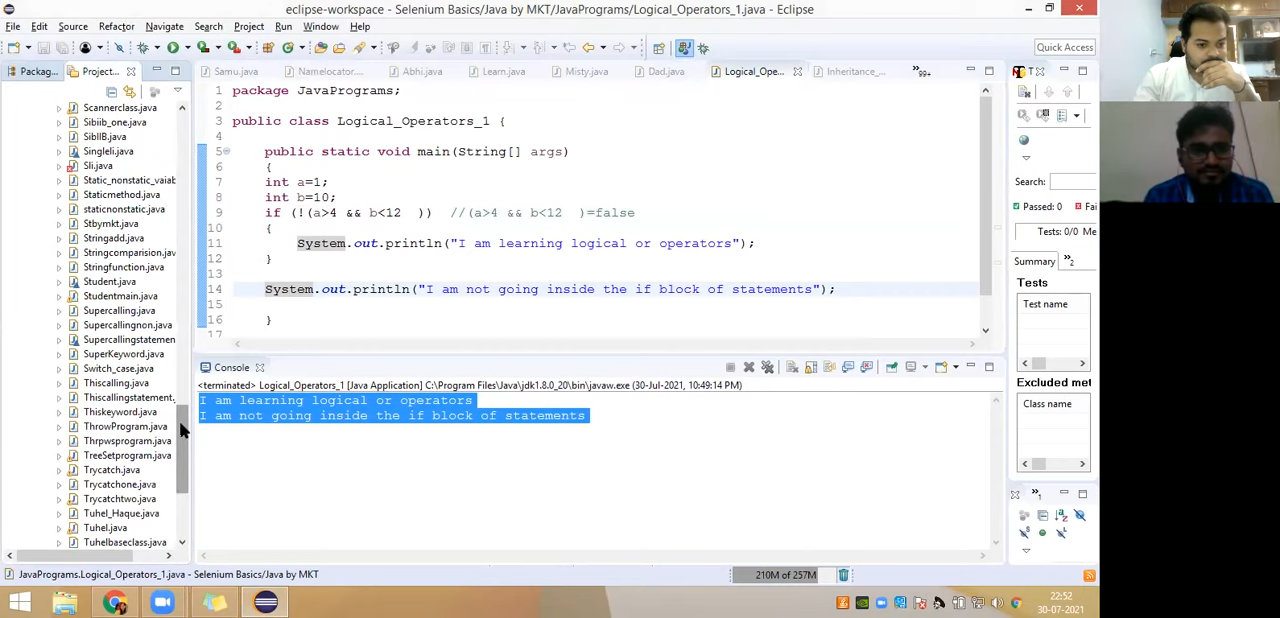 eclipse-workspace - Selenium Basics/Java by MKT/JavaPrograms/Logical_Operators_1.java - Eclipse
File Edit Source Refactor Navigate Search Project Run Window Help
Quick Access
Packag... Project...
Samu.java Namelocator... Abhi.java Learn.java Misty.java Dad.java Logical_Ope... Inheritance_... 99+
Scannerclass.java
Sibiib_one.java
SibIIB.java
Singleli.java
Sli.java
Static_nonstatic_vaiab
Staticmethod.java
staticnonstatic.java
Stbymkt.java
Stringadd.java
Stringcomparision.java
Stringfunction.java
Student.java
Studentmain.java
Supercalling.java
Supercallingnon.java
Supercallingstatemen
SuperKeyword.java
Switch_case.java
Thiscalling.java
Thiscallingstatement.
Thiskeyword.java
ThrowProgram.java
Thrpwsprogram.java
TreeSetprogram.java
Trycatch.java
Trycatchone.java
Trycatchtwo.java
Tuhel_Haque.java
Tuhel.java
Tuhelbaseclass.java
1 package JavaPrograms;
2
3 public class Logical_Operators_1 {
4
5 public static void main(String[] args)
6 {
7 int a=1;
8 int b=10;
9 if (!(a>4 && b<12  )) //(a>4 && b<12  )=false
10 {
11 System.out.println("I am learning logical or operators");
12 }
13
14 System.out.println("I am not going inside the if block of statements");
15
16 }
17
Console
<terminated> Logical_Operators_1 [Java Application] C:\Program Files\Java\jdk1.8.0_20\bin\javaw.exe (30-Jul-2021, 10:49:14 PM)
I am learning logical or operators
I am not going inside the if block of statements
T
Search:
Passed: 0 Fai
Tests: 0/0 Me
Summary 2
Tests
Test name
Excluded met
Class name
1
JavaPrograms.Logical_Operators_1.java - Selenium Basics/Java by MKT
210M of 257M
22:52
30-07-2021